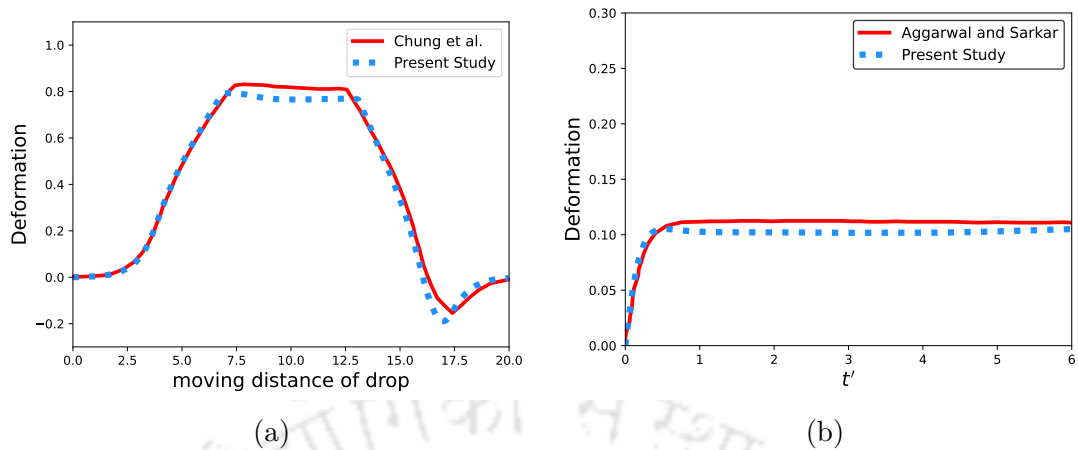 Chung et al.
Present Study
1.0
0.8
0.6
0.4
0.2
0.0
−0.2
Deformation
0.0 2.5 5.0 7.5 10.0 12.5 15.0 17.5 20.0
moving distance of drop
(a)
Aggarwal and Sarkar
Present Study
0.30
0.25
0.20
0.15
0.10
0.05
0.00
Deformation
0 1 2 3 4 5 6
t′
(b)